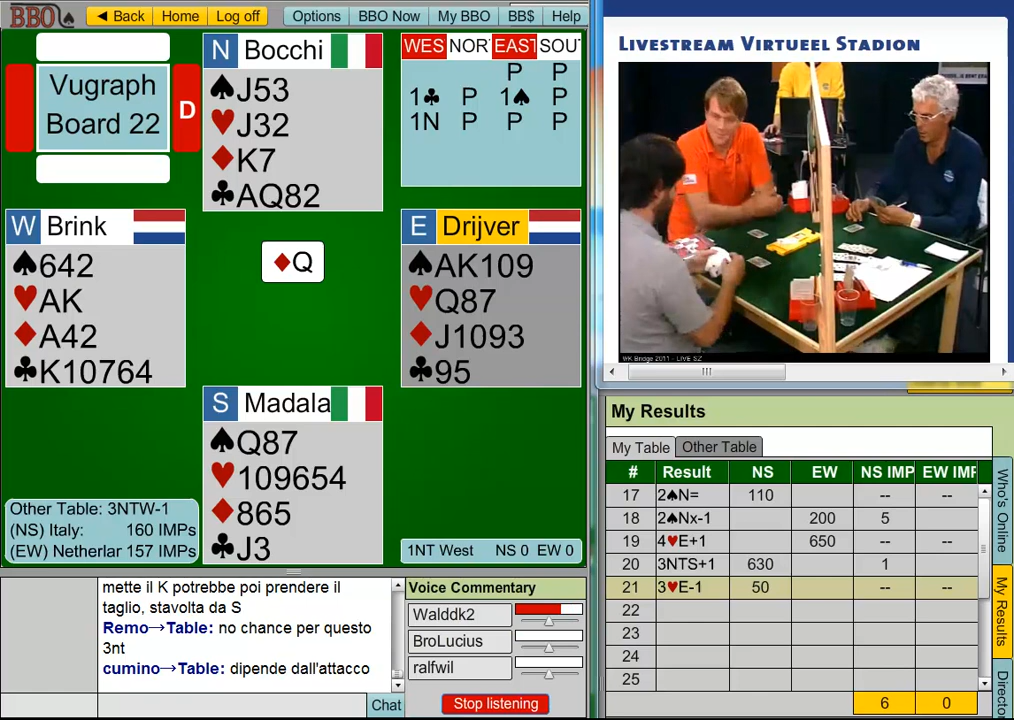 BBO
◄ Back
Home
Log off
Options
BBO Now
My BBO
BB$
Help
Vugraph
Board 22
D
N Bocchi
♠J53
♥J32
♦K7
♣AQ82
WES NOR EAST SOUT
P P
1♣ P 1♠ P
1N P P P
W Brink
♠642
♥AK
♦A42
♣K10764
♦Q
E Drijver
♠AK109
♥Q87
♦J1093
♣95
S Madala
♠Q87
♥109654
♦865
♣J3
Other Table: 3NTW-1
(NS) Italy: 160 IMPs
(EW) Netherlar 157 IMPs
1NT West NS 0 EW 0
mette il K potrebbe poi prendere il
taglio, stavolta da S
Remo→Table: no chance per questo
3nt
cumino→Table: dipende dall'attacco
Chat
Voice Commentary
Walddk2
BroLucius
ralfwil
Stop listening
Livestream Virtueel Stadion
WK Bridge 2011 - LIVE SZ
My Results
My Table
Other Table
# Result NS EW NS IMP EW IMF
17 2♠N= 110 -- --
18 2♠Nx-1 200 5
19 4♥E+1 650 -- --
20 3NTS+1 630 1
21 3♥E-1 50 -- --
22
23
24
25
6 0
Who's Online
My Results
Director